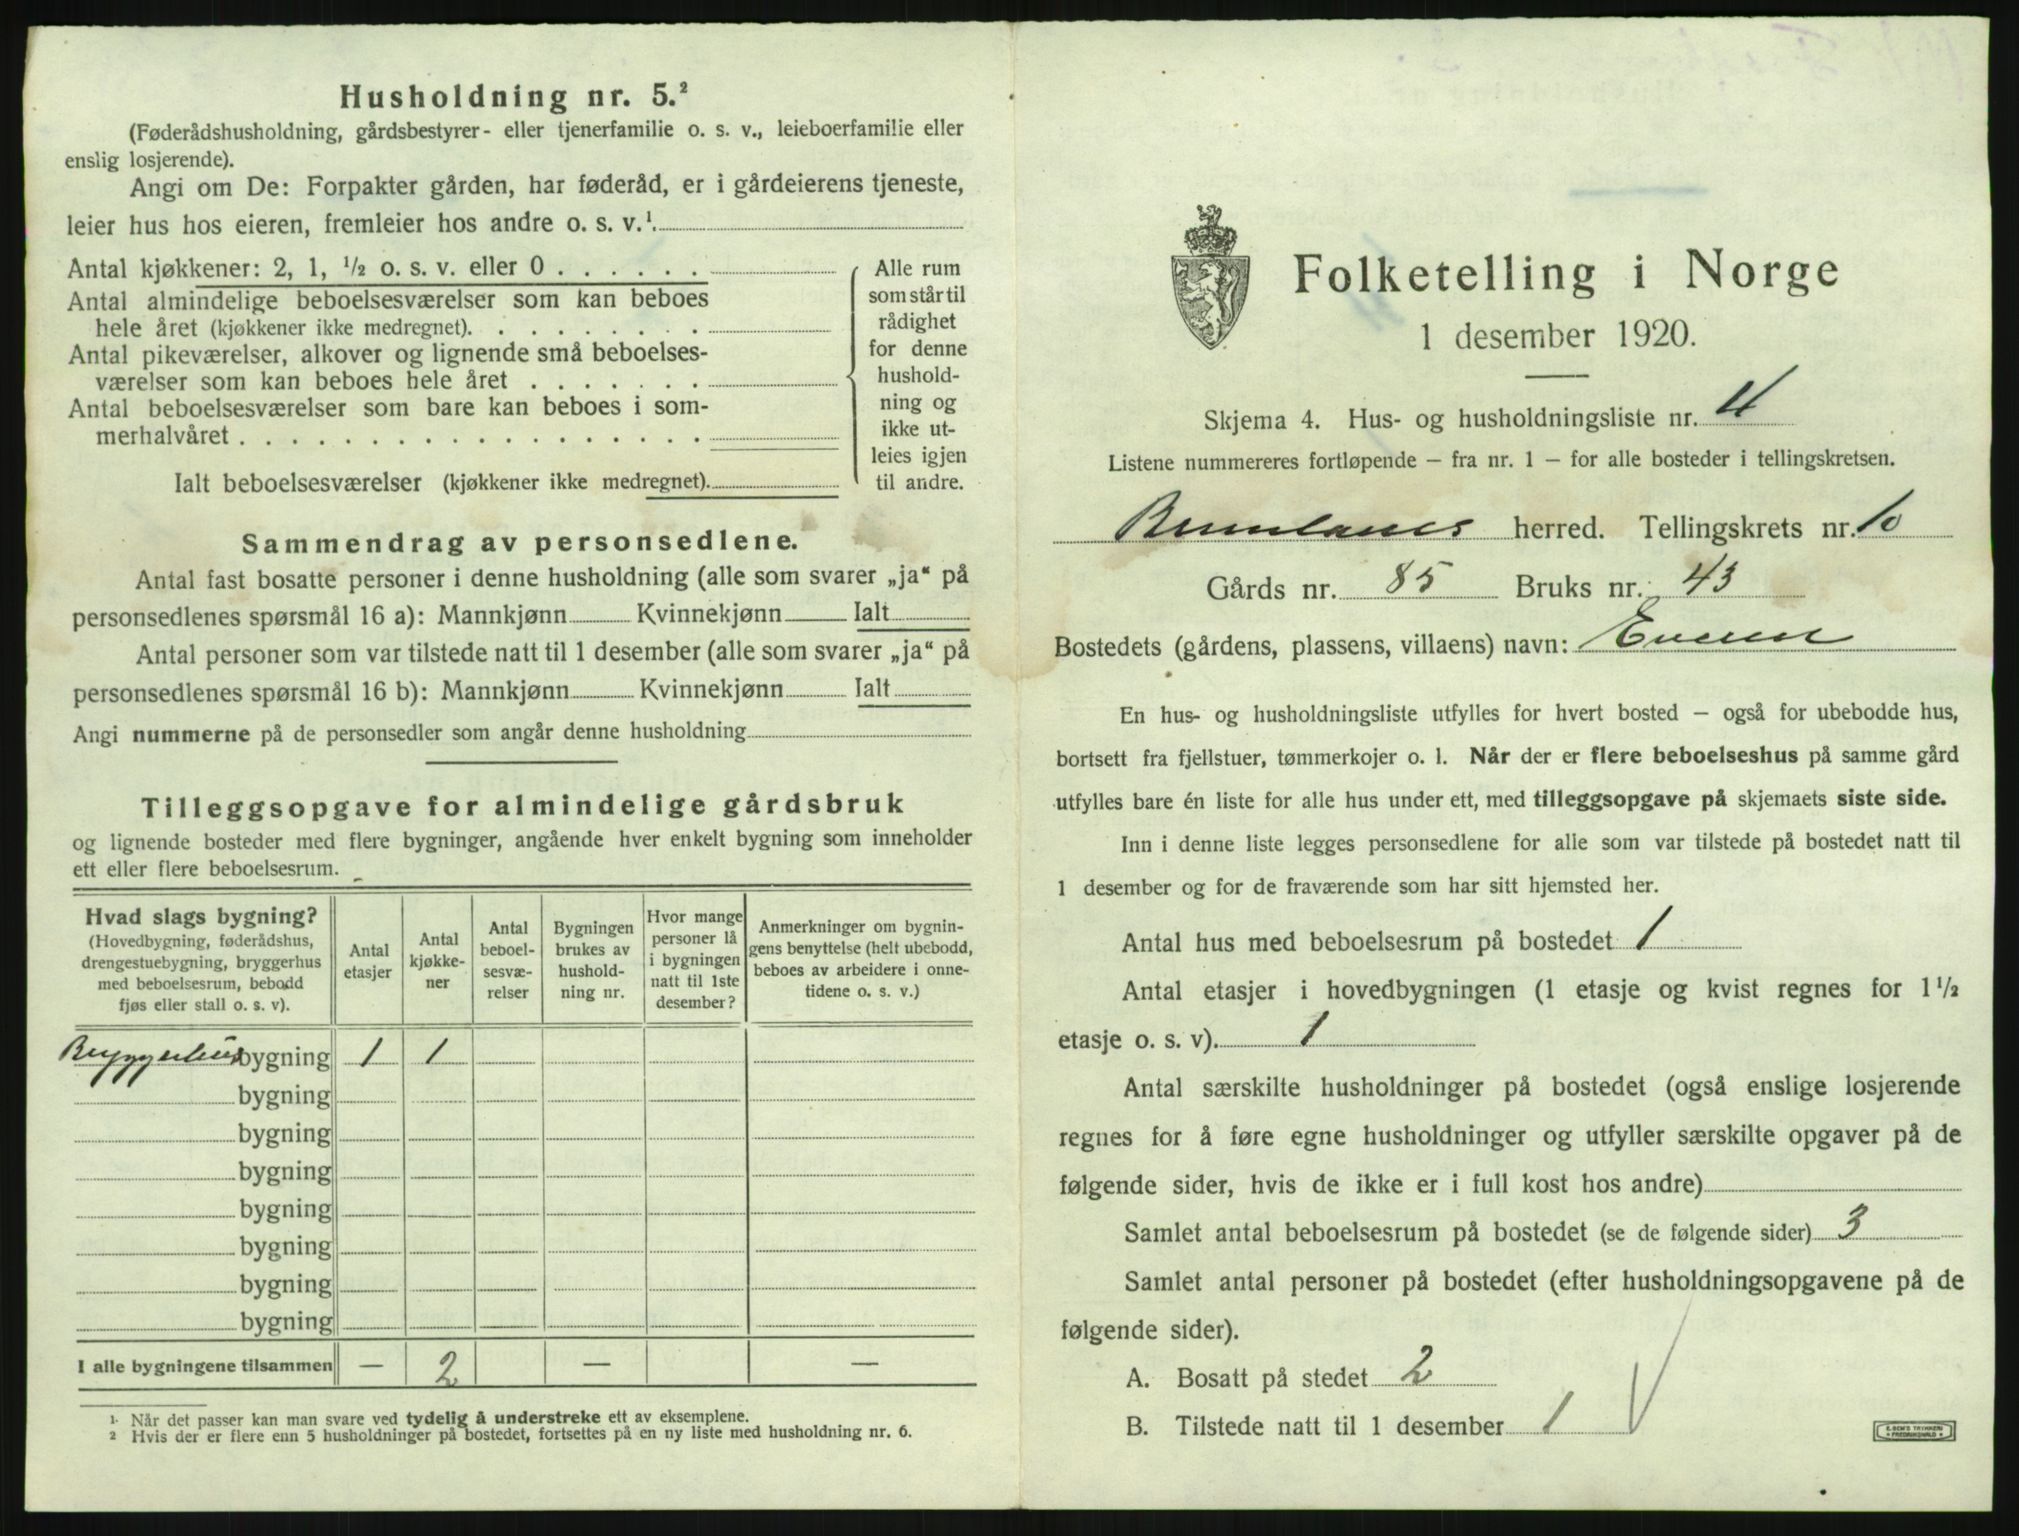 Husholdning nr. 5.²
(Føderådshusholdning, gårdsbestyrer- eller tjenerfamilie o. s. v., leieboerfamilie eller
enslig losjerende).
Angi om De: Forpakter gården, har føderåd, er i gårdeierens tjeneste,
leier hus hos eieren, fremleier hos andre o. s. v.¹.
Antal kjøkkener: 2, 1, ½ o. s. v. eller 0 . . . . . .
Antal almindelige beboelsesværelser som kan beboes
hele året (kjøkkener ikke medregnet). . . . . . . . .
Antal pikeværelser, alkover og lignende små beboelses-
værelser som kan beboes hele året . . . . . . .
Antal beboelsesværelser som bare kan beboes i som-
merhalvåret . . . . . . . . . . . . . . . . . .
Ialt beboelsesværelser (kjøkkener ikke medregnet).
Alle rum
som står til
rådighet
for denne
hushold-
ning og
ikke ut-
leies igjen
til andre.
Sammendrag av personsedlene.
Antal fast bosatte personer i denne husholdning (alle som svarer „ja“ på
personsedlenes spørsmål 16 a): Mannkjønn Kvinnekjønn Ialt
Antal personer som var tilstede natt til 1 desember (alle som svarer „ja“ på
personsedlenes spørsmål 16 b): Mannkjønn Kvinnekjønn Ialt
Angi nummerne på de personsedler som angår denne husholdning
Tilleggsopgave for almindelige gårdsbruk
og lignende bosteder med flere bygninger, angående hver enkelt bygning som inneholder
ett eller flere beboelsesrum.
Hvad slags bygning?
(Hovedbygning, føderådshus,
drengestuebygning, bryggerhus
med beboelsesrum, bebodd
fjøs eller stall o. s. v).
Antal
etasjer
Antal
kjøkke-
ner
Antal
beboel-
sesvæ-
relser
Bygningen
brukes av
hushold-
ning nr.
Hvor mange
personer lå
i bygningen
natt til 1ste
desember?
Anmerkninger om bygnin-
gens benyttelse (helt ubebodd,
beboes av arbeidere i onne-
tidene o. s. v.)
Bryggerhus bygning 1 1
bygning
bygning
bygning
bygning
bygning
bygning
bygning
I alle bygningene tilsammen — 2 — —
1. Når det passer kan man svare ved tydelig å understreke ett av eksemplene.
2 Hvis der er flere enn 5 husholdninger på bostedet, fortsettes på en ny liste med husholdning nr. 6.
Folketelling i Norge
1 desember 1920.
Skjema 4. Hus- og husholdningsliste nr. 4
Listene nummereres fortløpende – fra nr. 1 – for alle bosteder i tellingskretsen.
Brunlanes herred. Tellingskrets nr. 10
Gårds nr. 85 Bruks nr. 43
Bostedets (gårdens, plassens, villaens) navn:
En hus- og husholdningsliste utfylles for hvert bosted – også for ubebodde hus,
bortsett fra fjellstuer, tømmerkojer o. l. Når der er flere beboelseshus på samme gård
utfylles bare én liste for alle hus under ett, med tilleggsopgave på skjemaets siste side.
Inn i denne liste legges personsedlene for alle som var tilstede på bostedet natt til
1 desember og for de fraværende som har sitt hjemsted her.
Antal hus med beboelsesrum på bostedet 1
Antal etasjer i hovedbygningen (1 etasje og kvist regnes for 1½
etasje o. s. v). 1
Antal særskilte husholdninger på bostedet (også enslige losjerende
regnes for å føre egne husholdninger og utfyller særskilte opgaver på de
følgende sider, hvis de ikke er i full kost hos andre)
Samlet antal beboelsesrum på bostedet (se de følgende sider) 3
Samlet antal personer på bostedet (efter husholdningsopgavene på de
følgende sider).
A. Bosatt på stedet 2
B. Tilstede natt til 1 desember 1